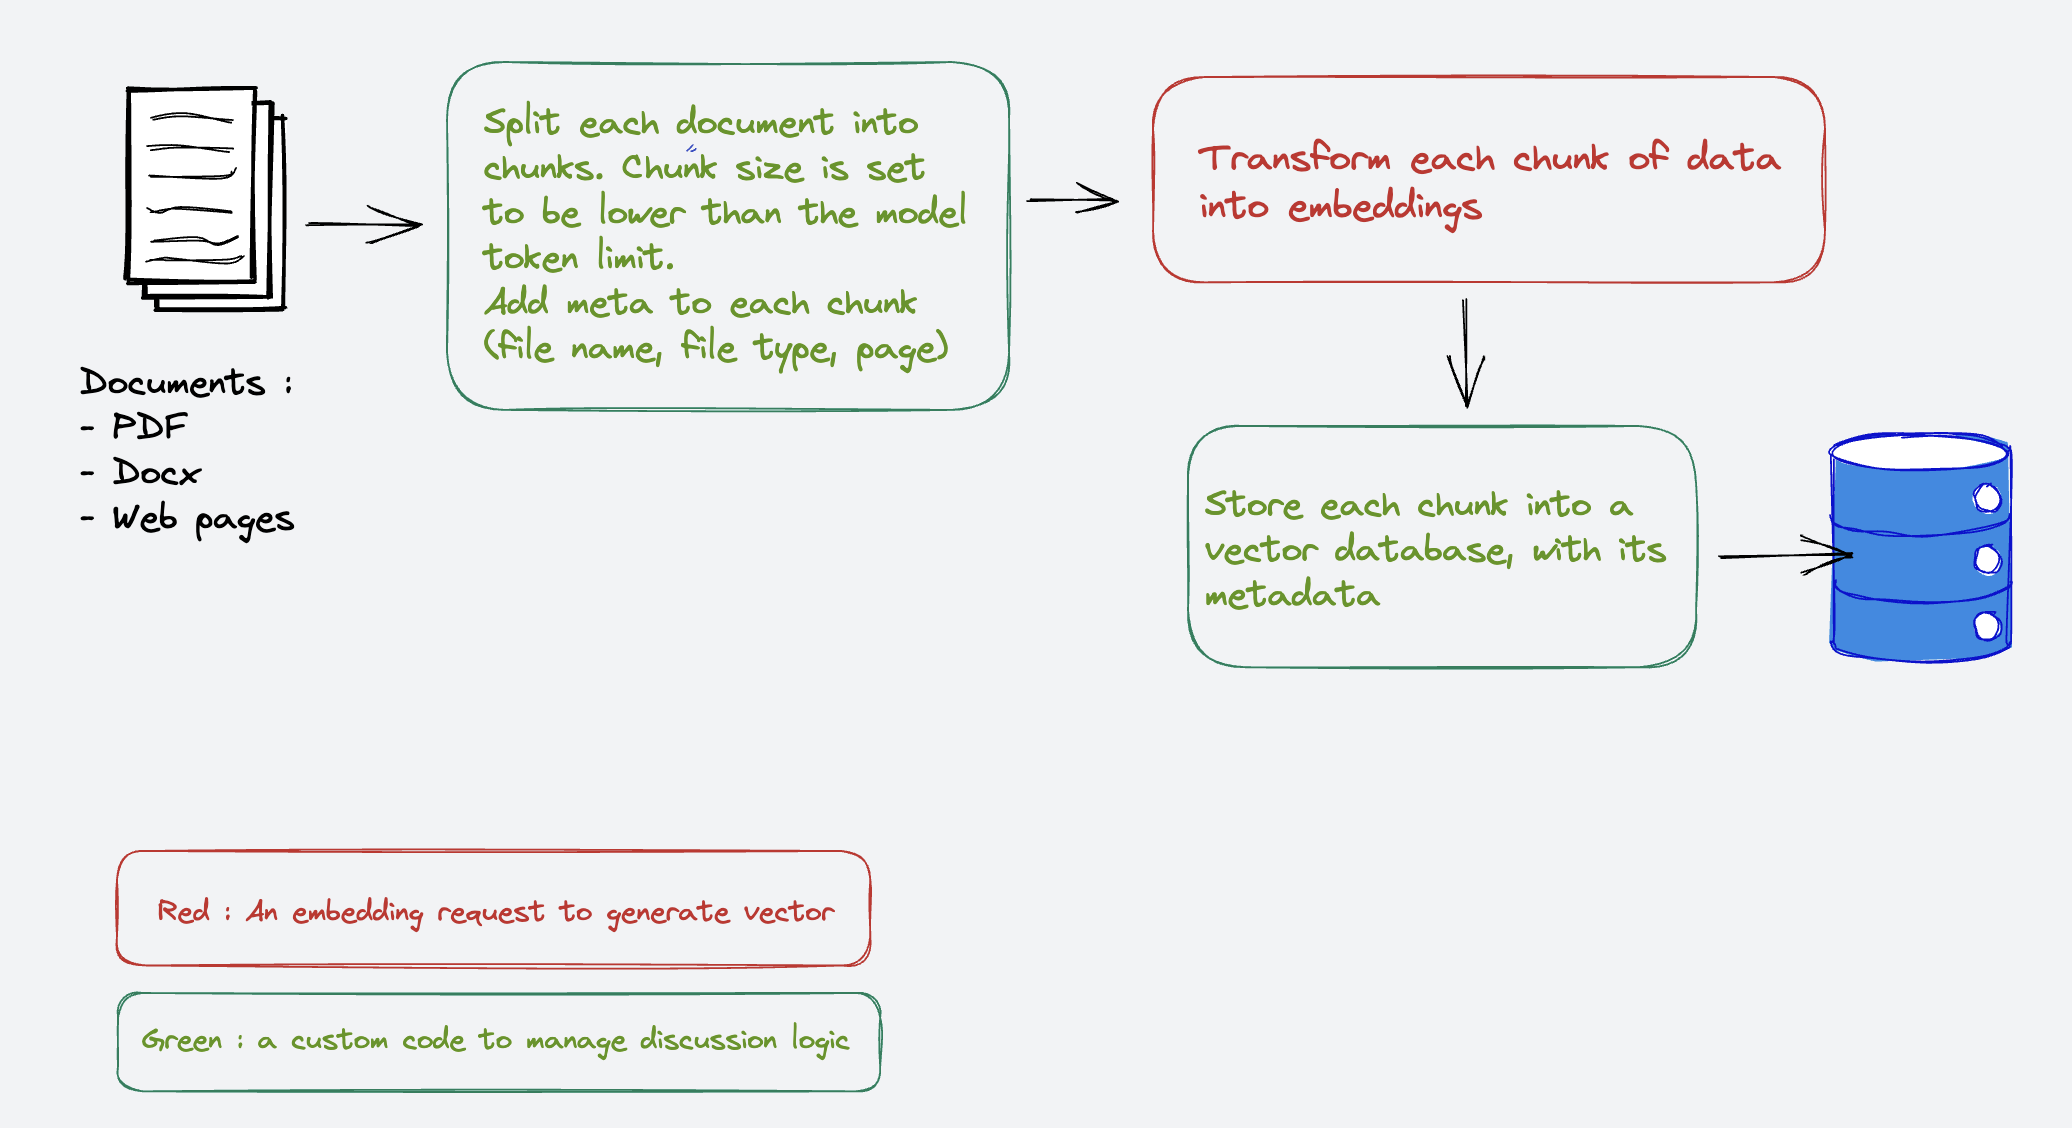 Split each document into
chunks. Chunk size is set
to be lower than the model
token limit.
Add meta to each chunk
(file name, file type, page)
Transform each chunk of data
into embeddings
Documents :
- PDF
- Docx
- Web pages
Store each chunk into a
vector database, with its
metadata
Red : An embedding request to generate vector
Green : a custom code to manage discussion logic